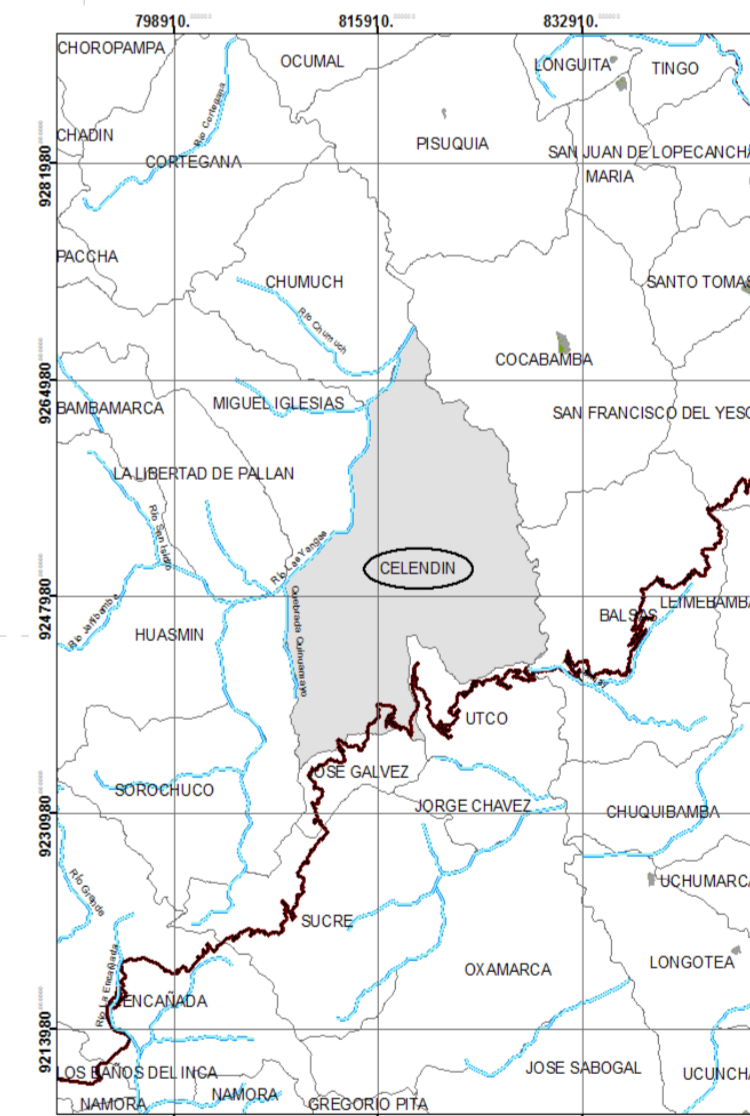 798910.
815910.
832910.
CHOROPAMPA
OCUMAL
LONGUITA
TINGO
Río Cortegana
CHADIN
PISUQUIA
CORTEGANA
SAN JUAN DE LOPECANCHA
MARIA
9281980
PACCHA
CHUMUCH
SANTO TOMAS
Río Chumuch
COCABAMBA
9264980
BAMBAMARCA
MIGUEL IGLESIAS
SAN FRANCISCO DEL YESO
LA LIBERTAD DE PALLAN
Río San Isidro
Río Las Yangas
CELENDIN
9247980
Río Jadibamba
Quebrada Quinuamayo
HUASMIN
BALSAS
LEIMEBAMBA
UTCO
JOSE GALVEZ
SOROCHUCO
JORGE CHAVEZ
CHUQUIBAMBA
9230980
Río Grande
UCHUMARCA
SUCRE
OXAMARCA
LONGOTEA
Río La Encañada
ENCAÑADA
9213980
LOS BAÑOS DEL INCA
JOSE SABOGAL
UCUNCHA
NAMORA
NAMORA
GREGORIO PITA